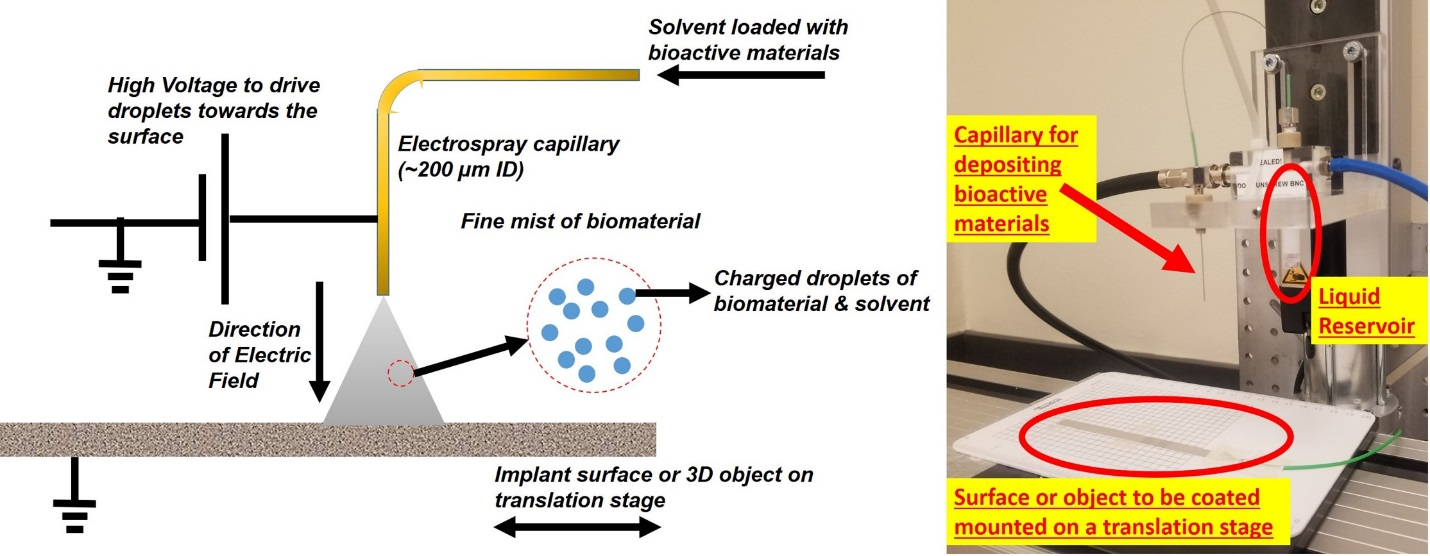 Solvent loaded with
bioactive materials
High Voltage to drive
droplets towards the
surface
Electrospray capillary
(~200 µm ID)
Fine mist of biomaterial
Charged droplets of
biomaterial & solvent
Direction
of Electric
Field
Implant surface or 3D object on
translation stage
Capillary for
depositing
bioactive
materials
UNSCREW BNC
Liquid
Reservoir
Surface or object to be coated
mounted on a translation stage